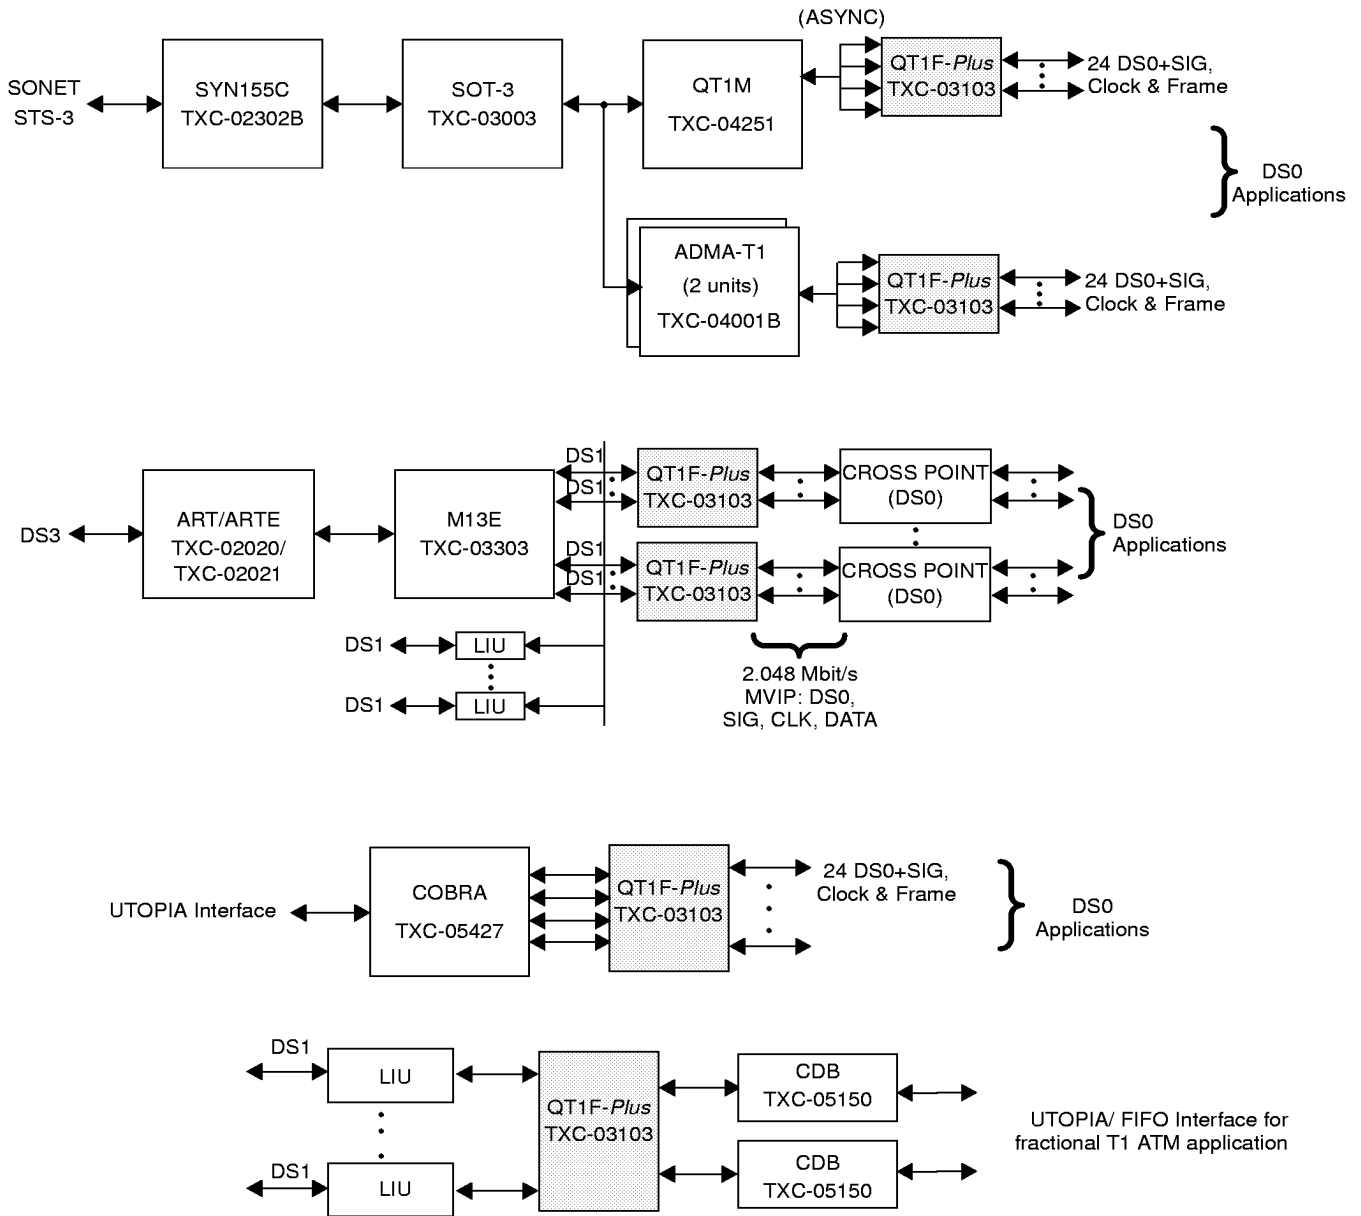 (ASYNC)
SONET
STS-3
SYN155C
TXC-02302B
SOT-3
TXC-03003
QT1M
TXC-04251
QT1F-Plus
TXC-03103
24 DS0+SIG,
Clock & Frame
DS0
Applications
ADMA-T1
(2 units)
TXC-04001B
QT1F-Plus
TXC-03103
24 DS0+SIG,
Clock & Frame
DS3
ART/ARTE
TXC-02020/
TXC-02021
M13E
TXC-03303
DS1
DS1
DS1
DS1
QT1F-Plus
TXC-03103
CROSS POINT
(DS0)
QT1F-Plus
TXC-03103
CROSS POINT
(DS0)
DS0
Applications
DS1
LIU
DS1
LIU
2.048 Mbit/s
MVIP: DS0,
SIG, CLK, DATA
UTOPIA Interface
COBRA
TXC-05427
QT1F-Plus
TXC-03103
24 DS0+SIG,
Clock & Frame
DS0
Applications
DS1
LIU
DS1
LIU
QT1F-Plus
TXC-03103
CDB
TXC-05150
CDB
TXC-05150
UTOPIA/ FIFO Interface for
fractional T1 ATM application